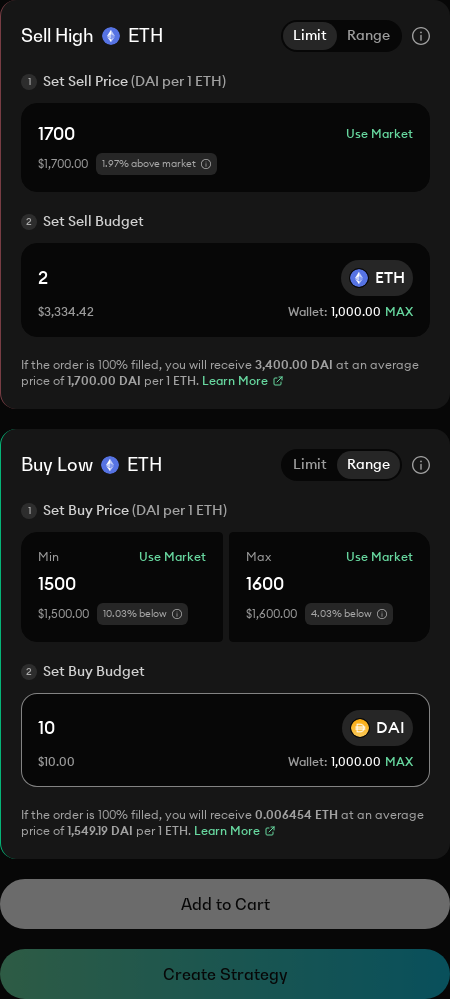 Sell High ETH Limit Range
1 Set Sell Price (DAI per 1 ETH)
1700 Use Market
$1,700.00 1.97% above market
2 Set Sell Budget
2 ETH
$3,334.42 Wallet: 1,000.00 MAX
If the order is 100% filled, you will receive 3,400.00 DAI at an average
price of 1,700.00 DAI per 1 ETH. Learn More
Buy Low ETH Limit Range
1 Set Buy Price (DAI per 1 ETH)
Min Use Market
1500
$1,500.00 10.03% below
Max Use Market
1600
$1,600.00 4.03% below
2 Set Buy Budget
10 DAI
$10.00 Wallet: 1,000.00 MAX
If the order is 100% filled, you will receive 0.006454 ETH at an average
price of 1,549.19 DAI per 1 ETH. Learn More
Add to Cart
Create Strategy